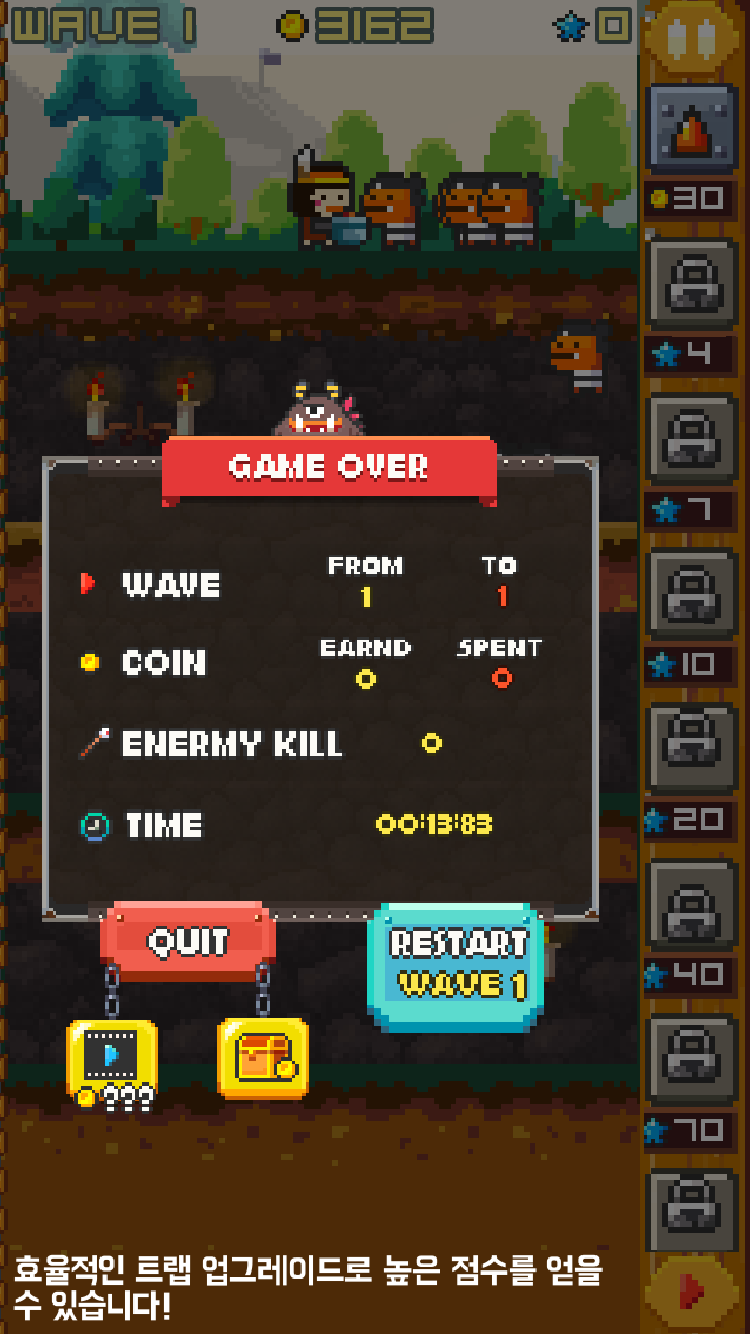 WAVE 1 3162 0
30
4
GAME OVER
FROM TO
WAVE 1 1
7
EARND SPENT
COIN 0 0
10
ENERMY KILL 0
TIME 00:13:83
20
QUIT
RESTART
WAVE 1
40
???
70
효율적인 트랩 업그레이드로 높은 점수를 얻을
수 있습니다!